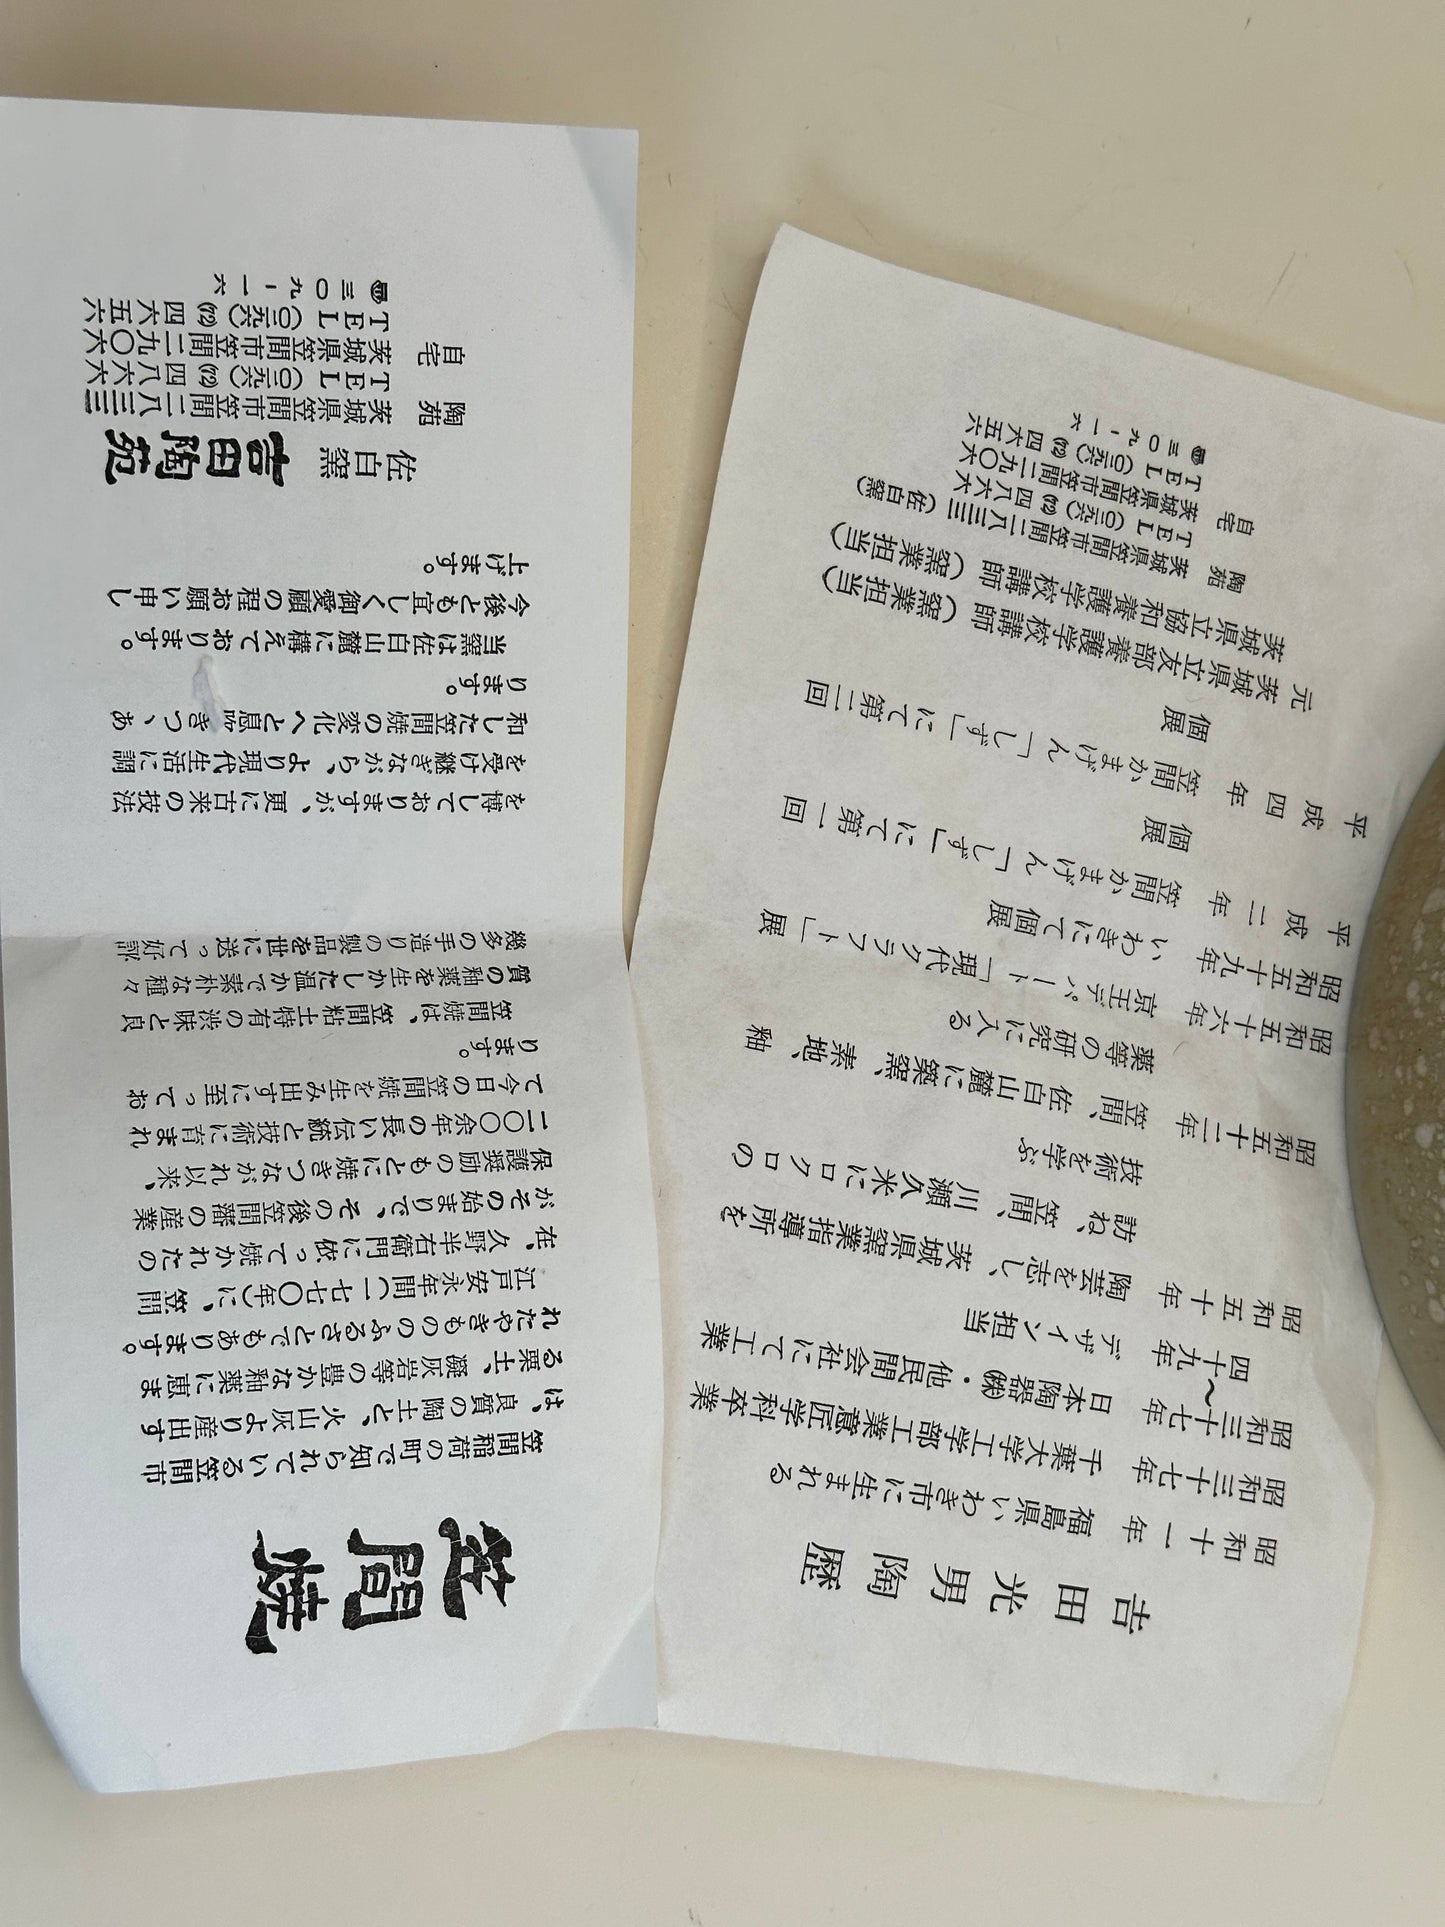 笠間焼
笠間稲荷の町で知られている笠間市
は、良質の陶土と、火山灰より産出す
る栗土、凝灰岩等の豊かな釉薬に恵ま
れたやきもののふるさとでもあります。
江戸安永年間(一七七〇年)に、笠間
在、久野半右衛門に依って焼かれたの
がその始まりで、その後笠間藩の産業
保護奨励のもとに焼きつながれ以来、
二〇〇余年の長い伝統と技術に育まれ
て今日の笠間焼を生み出すに至ってお
ります。
笠間焼は、笠間粘土特有の渋味と良
質の釉薬を生かした温かで素朴な種々
幾多の手造りの製品を世に送って好評
を博しておりますが、更に古来の技法
を受け継ぎながら、より現代生活に調
和した笠間焼の変化へと息吹きつゝあ
ります。
当窯は佐白山麓に構えております。
今後とも宜しく御愛顧の程お願い申し
上げます。
佐白窯 吉田陶苑
陶苑 茨城県笠間市笠間二八三三
TEL(〇二九六)(72)四八六六
自宅 茨城県笠間市笠間二九〇六
TEL(〇二九六)(72)四六五六
〠三〇九ー一六
吉田光男陶歴
昭和十一年 福島県いわき市に生まれる
昭和三十七年 千葉大学工学部工業意匠学科卒業
昭和三十七年〜四十九年 日本陶器㈱・他民間会社にて工業
デザイン担当
昭和五十年 陶芸を志し、茨城県窯業指導所を
訪ね、笠間、川瀬久米にロクロの
技術を学ぶ
昭和五十二年 笠間、佐白山麓に築窯、素地、釉
薬等の研究に入る
昭和五十六年 京王デパート「現代クラフト」展
昭和五十九年 いわきにて個展
平成二年 笠間かまげん「しず」にて第一回
個展
平成四年 笠間かまげん「しず」にて第二回
個展
元茨城県立友部養護学校講師(窯業担当)
茨城県立協和養護学校講師(窯業担当)
陶苑 茨城県笠間市笠間二八三三(佐白窯)
TEL(〇二九六)(72)四八六六
自宅 茨城県笠間市笠間二九〇六
TEL(〇二九六)(72)四六五六
〠三〇九ー一六